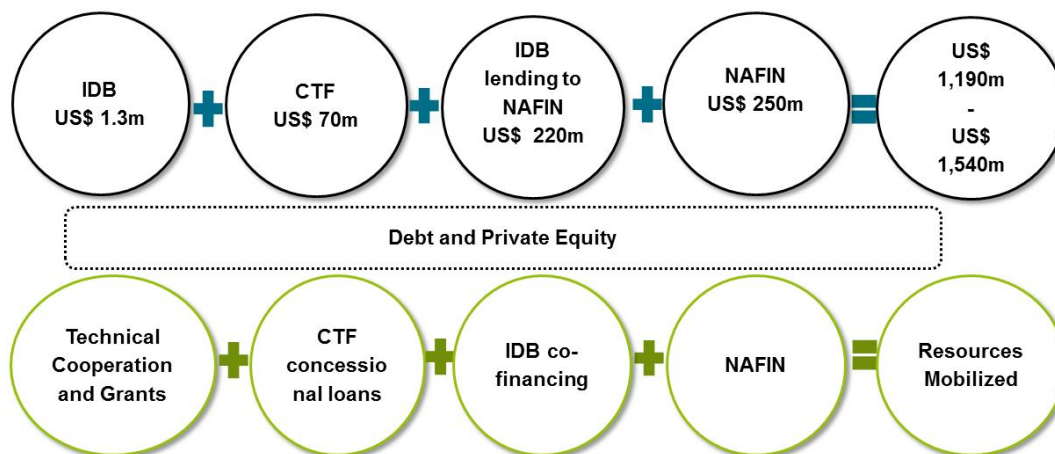 IDB
US$ 1.3m
CTF
US$ 70m
IDB
lending to
NAFIN
US$ 220m
NAFIN
US$ 250m
US$
1,190m
-
US$
1,540m
Debt and Private Equity
Technical
Cooperation
and Grants
CTF
concessio
nal loans
IDB co-
financing
NAFIN
Resources
Mobilized